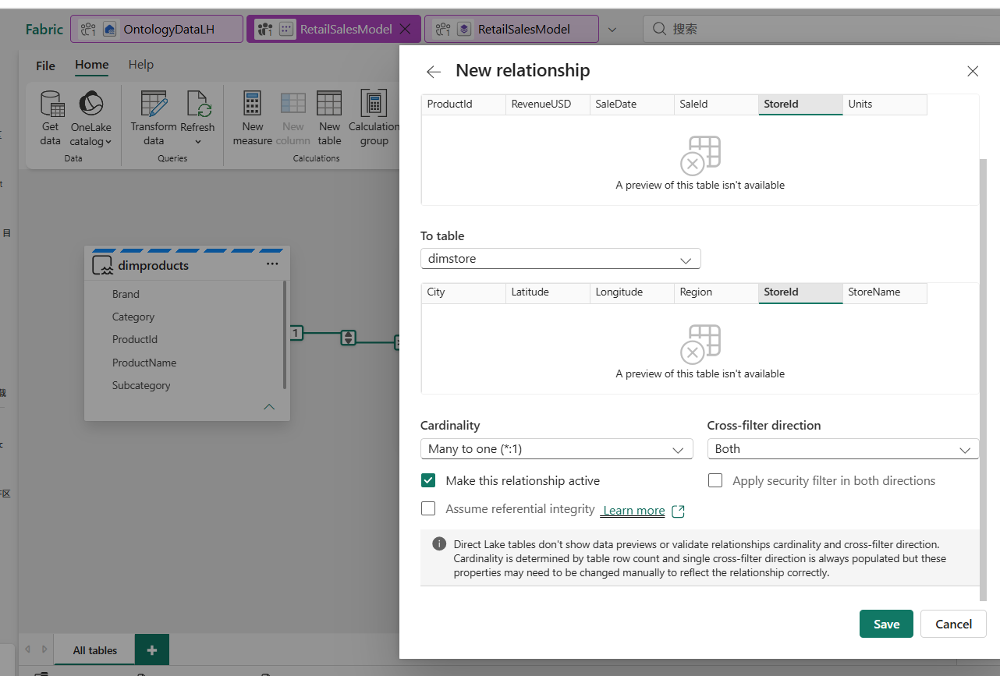 Fabric
1 OntologyDataLH
1 RetailSalesModel
1 RetailSalesModel
搜索
File Home Help
Get data
OneLake catalog
Data
Transform data
Refresh
Queries
New measure
New column
New table
Calculation group
Calculations
目
载
区
dimproducts ...
Brand
Category
ProductId
ProductName
Subcategory
1
All tables +
New relationship
ProductId RevenueUSD SaleDate SaleId StoreId Units
A preview of this table isn't available
To table
dimstore
City Latitude Longitude Region StoreId StoreName
A preview of this table isn't available
Cardinality Cross-filter direction
Many to one (*:1) Both
Make this relationship active Apply security filter in both directions
Assume referential integrity Learn more
Direct Lake tables don't show data previews or validate relationships cardinality and cross-filter direction.
Cardinality is determined by table row count and single cross-filter direction is always populated but these
properties may need to be changed manually to reflect the relationship correctly.
Save Cancel